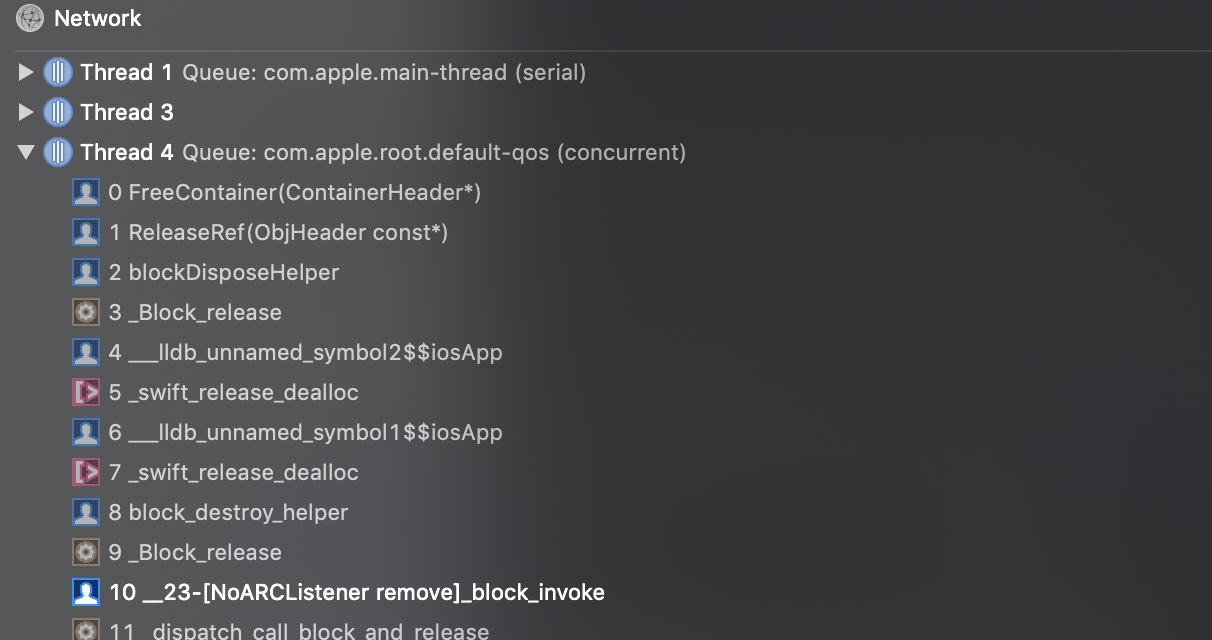 Network
Thread 1 Queue: com.apple.main-thread (serial)
Thread 3
Thread 4 Queue: com.apple.root.default-qos (concurrent)
0 FreeContainer(ContainerHeader*)
1 ReleaseRef(ObjHeader const*)
2 blockDisposeHelper
3 _Block_release
4 ___lldb_unnamed_symbol2$$iosApp
5 _swift_release_dealloc
6 ___lldb_unnamed_symbol1$$iosApp
7 _swift_release_dealloc
8 block_destroy_helper
9 _Block_release
10 __23-[NoARCListener remove]_block_invoke
11 _dispatch_call_block_and_release